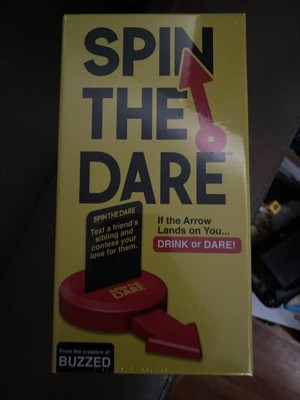 SPIN
THE
DARE™
SPIN THE DARE
Text a friend's
sibling and
confess your
love for them.
If the Arrow
Lands on You...
DRINK or DARE!
SPIN THE
DARE
From the creators of
BUZZED